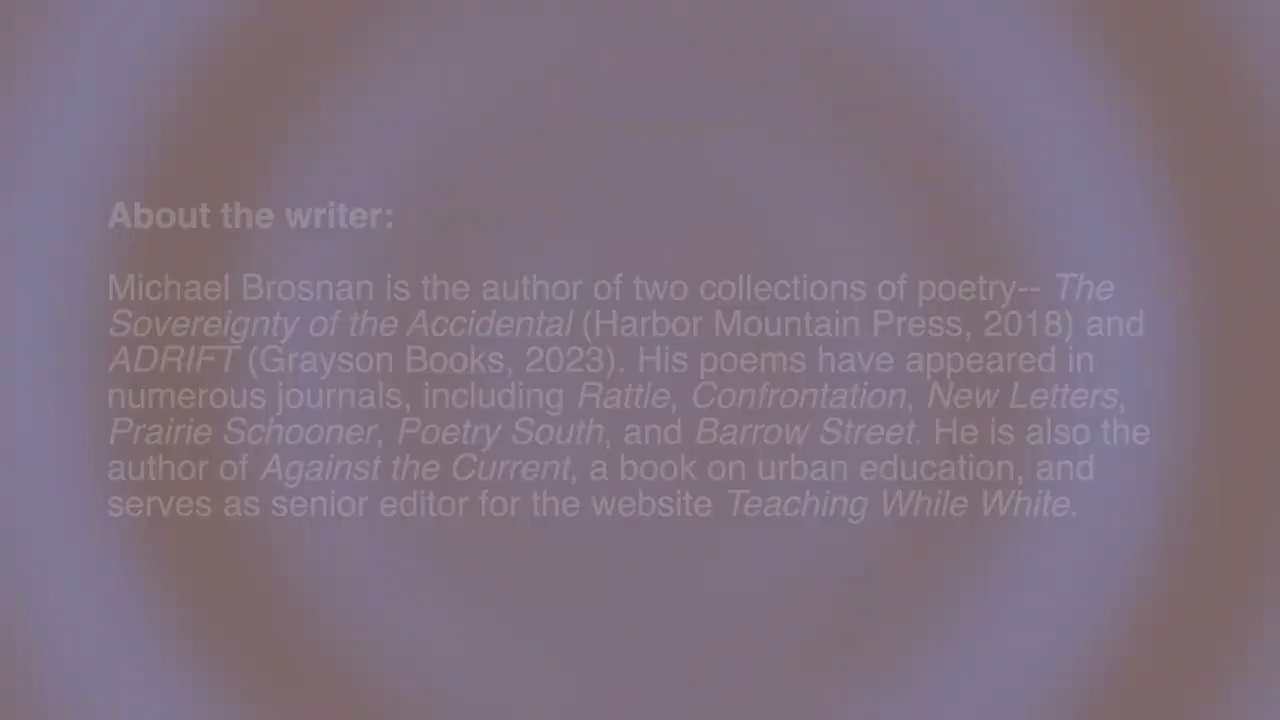 About the writer:
Michael Brosnan is the author of two collections of poetry-- The
Sovereignty of the Accidental (Harbor Mountain Press, 2018) and
ADRIFT (Grayson Books, 2023). His poems have appeared in
numerous journals, including Rattle, Confrontation, New Letters,
Prairie Schooner, Poetry South, and Barrow Street. He is also the
author of Against the Current, a book on urban education, and
serves as senior editor for the website Teaching While White.